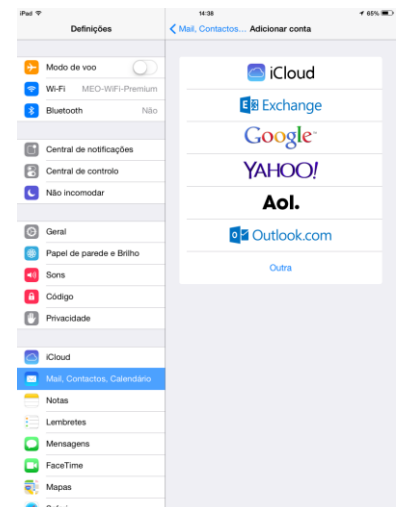 iPad 14:38 65%
Definições
Mail, Contactos... Adicionar conta
Modo de voo
Wi-Fi MEO-WiFi-Premium
Bluetooth Não
Central de notificações
Central de controlo
Não incomodar
Geral
Papel de parede e Brilho
Sons
Código
Privacidade
iCloud
Mail, Contactos, Calendário
Notas
Lembretes
Mensagens
FaceTime
Mapas
iCloud
Exchange
Google
YAHOO!
Aol.
Outlook.com
Outra